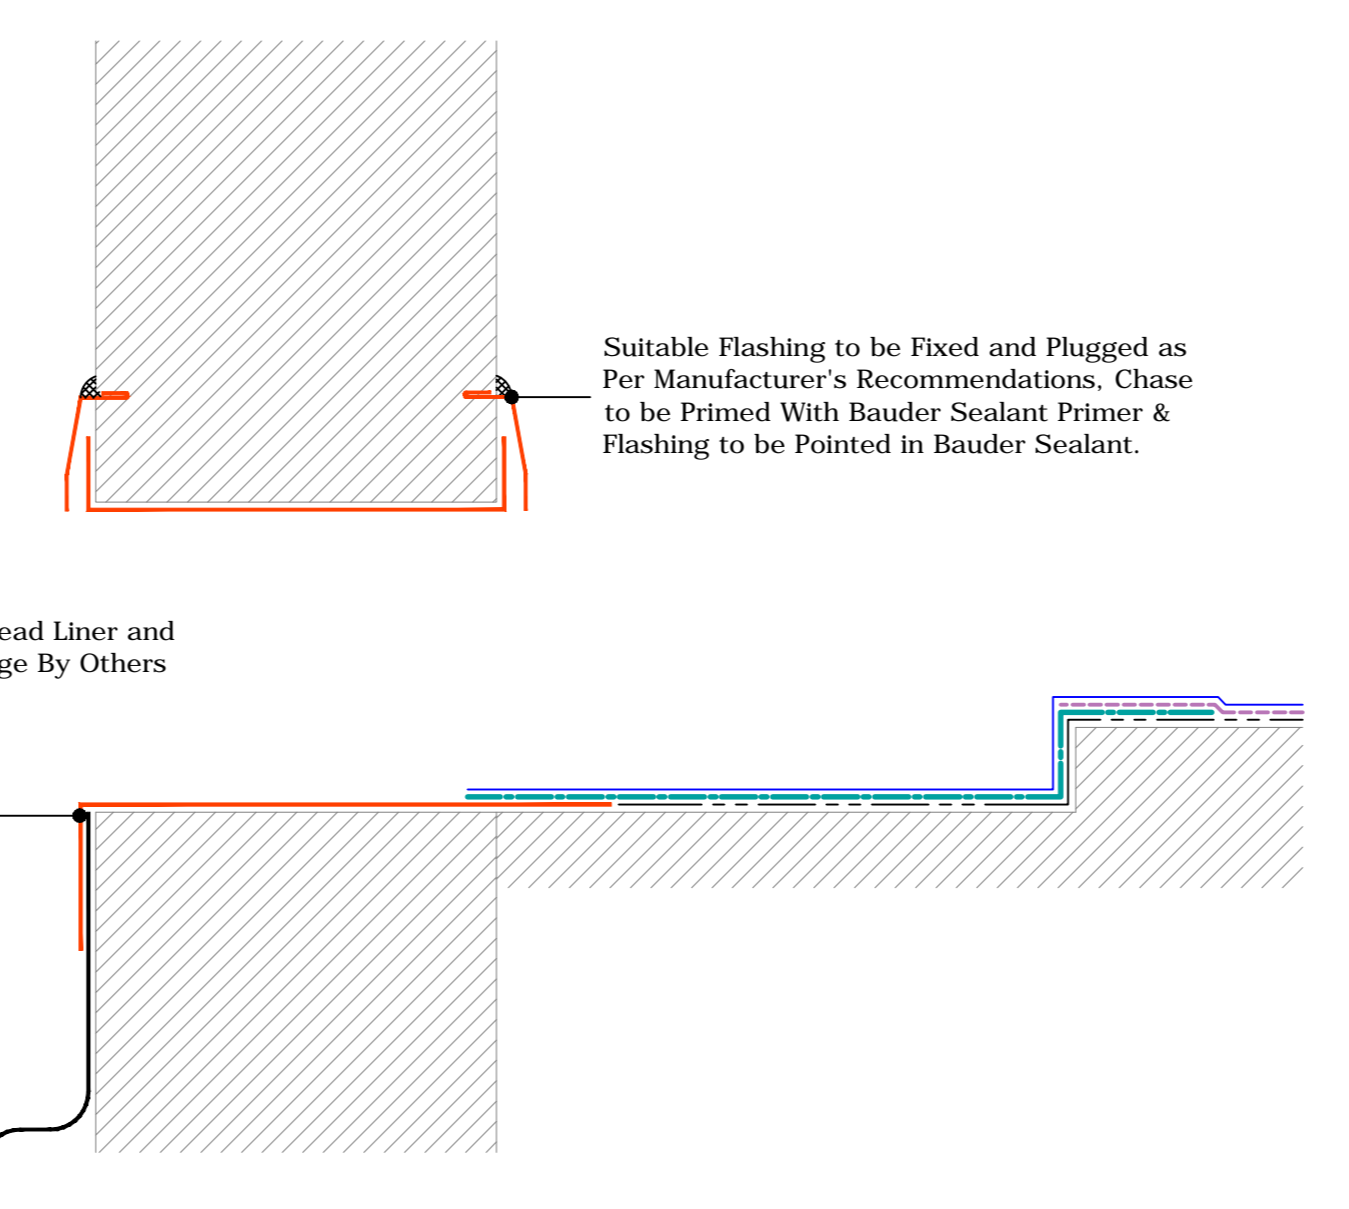 Suitable Flashing to be Fixed and Plugged as
Per Manufacturer's Recommendations, Chase
to be Primed With Bauder Sealant Primer &
Flashing to be Pointed in Bauder Sealant.
ead Liner and
ge By Others